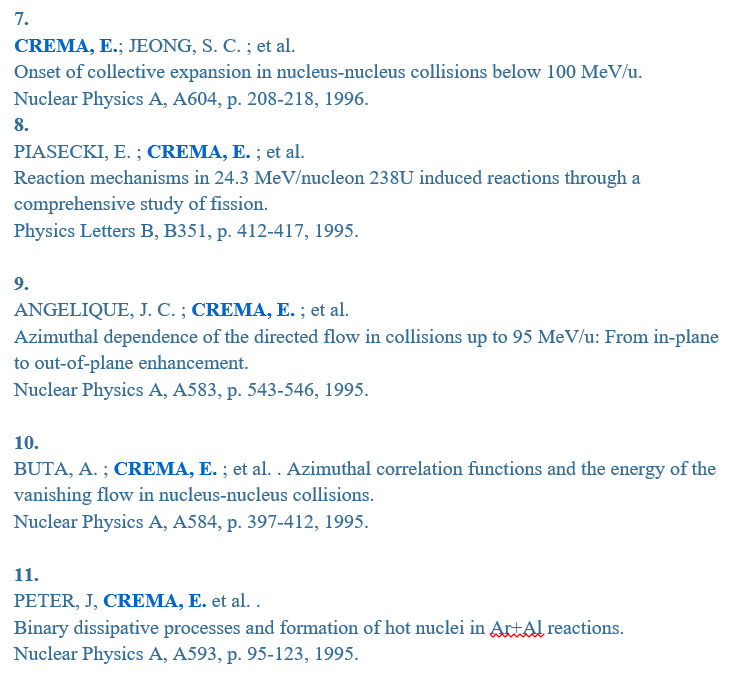 7.
CREMA, E.; JEONG, S. C. ; et al.
Onset of collective expansion in nucleus-nucleus collisions below 100 MeV/u.
Nuclear Physics A, A604, p. 208-218, 1996.
8.
PIASECKI, E. ; CREMA, E. ; et al.
Reaction mechanisms in 24.3 MeV/nucleon 238U induced reactions through a
comprehensive study of fission.
Physics Letters B, B351, p. 412-417, 1995.
9.
ANGELIQUE, J. C. ; CREMA, E. ; et al.
Azimuthal dependence of the directed flow in collisions up to 95 MeV/u: From in-plane
to out-of-plane enhancement.
Nuclear Physics A, A583, p. 543-546, 1995.
10.
BUTA, A. ; CREMA, E. ; et al. . Azimuthal correlation functions and the energy of the
vanishing flow in nucleus-nucleus collisions.
Nuclear Physics A, A584, p. 397-412, 1995.
11.
PETER, J, CREMA, E. et al. .
Binary dissipative processes and formation of hot nuclei in Ar+Al reactions.
Nuclear Physics A, A593, p. 95-123, 1995.